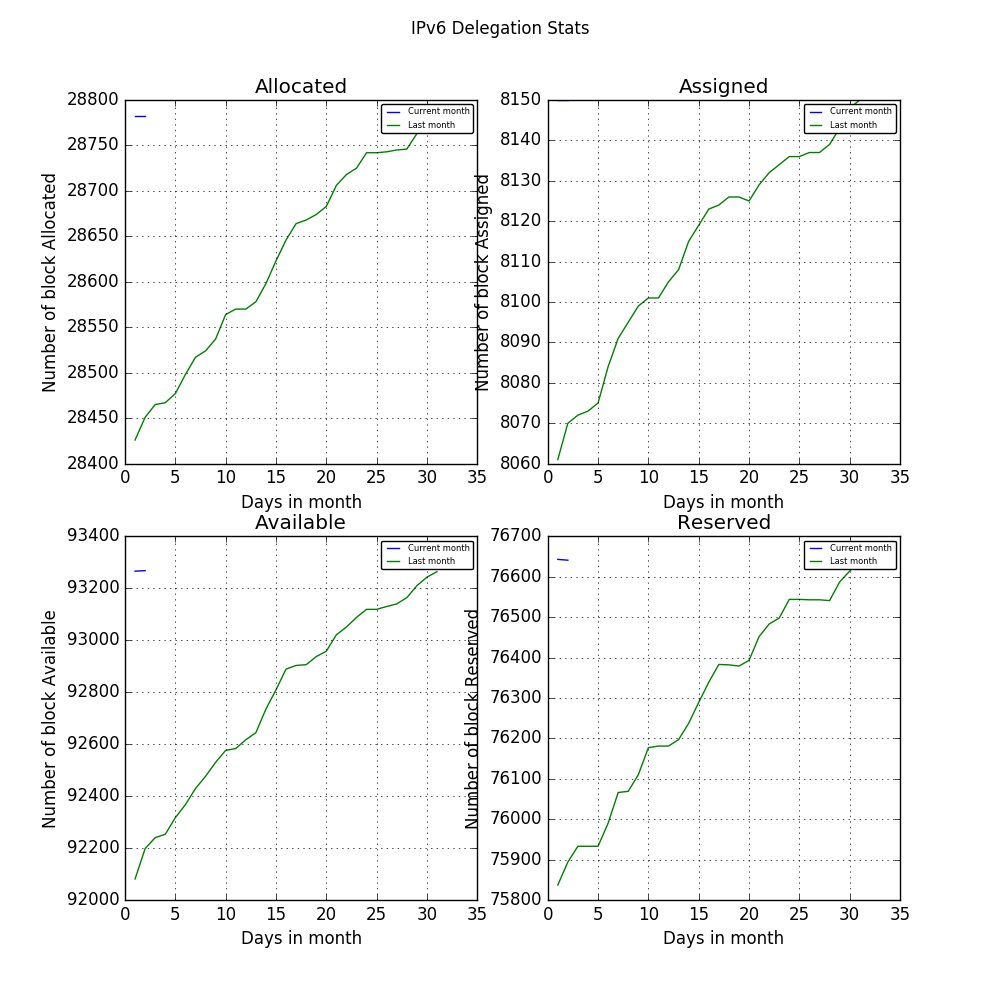 IPv6 Delegation Stats
Allocated
Number of block Allocated
28800
28750
28700
28650
28600
28550
28500
28450
28400
Current month
Last month
0 5 10 15 20 25 30 35
Days in month
Assigned
Number of block Assigned
8150
8140
8130
8120
8110
8100
8090
8080
8070
8060
Current month
Last month
0 5 10 15 20 25 30 35
Days in month
Available
Number of block Available
93400
93200
93000
92800
92600
92400
92200
92000
Current month
Last month
0 5 10 15 20 25 30 35
Days in month
Reserved
Number of block Reserved
76700
76600
76500
76400
76300
76200
76100
76000
75900
75800
Current month
Last month
0 5 10 15 20 25 30 35
Days in month